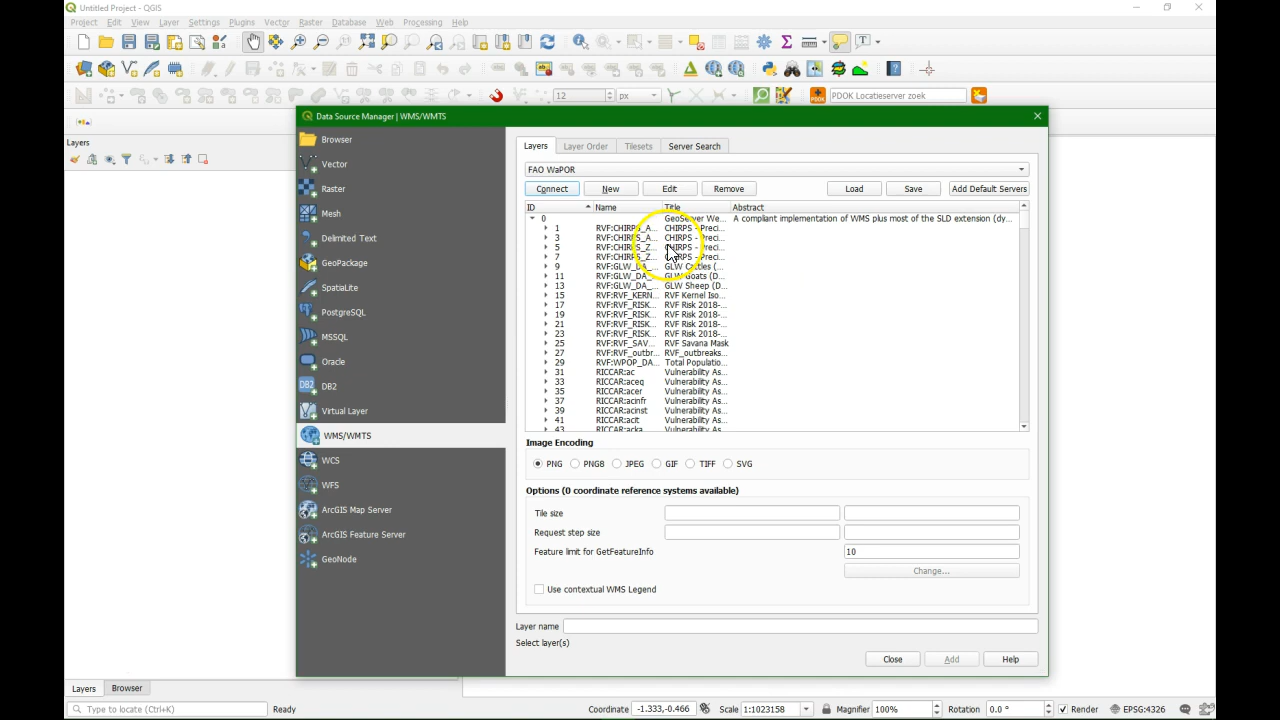 Untitled Project - QGIS
Project Edit View Layer Settings Plugins Vector Raster Database Web Processing Help
12 px PDOK PDOK Locatieserver zoek
Data Source Manager | WMS/WMTS
Layers
Browser
Vector
Raster
Mesh
Delimited Text
GeoPackage
SpatiaLite
PostgreSQL
MSSQL
Oracle
DB2
Virtual Layer
WMS/WMTS
WCS
WFS
ArcGIS Map Server
ArcGIS Feature Server
GeoNode
Layers Layer Order Tilesets Server Search
FAO WaPOR
Connect New Edit Remove Load Save Add Default Servers
ID Name Title Abstract
0 GeoServer We... A compliant implementation of WMS plus most of the SLD extension (dy...
1 RVF:CHIRPS_A... CHIRPS - Preci...
3 RVF:CHIRPS_A... CHIRPS - Preci...
5 RVF:CHIRPS_Z... CHIRPS - Preci...
7 RVF:CHIRPS_Z... CHIRPS - Preci...
9 RVF:GLW_DA_... GLW Cattles (...
11 RVF:GLW_DA_... GLW Goats (D...
13 RVF:GLW_DA_... GLW Sheep (D...
15 RVF:RVF_KERN... RVF Kernel Iso...
17 RVF:RVF_RISK... RVF Risk 2018-...
19 RVF:RVF_RISK... RVF Risk 2018-...
21 RVF:RVF_RISK... RVF Risk 2018-...
23 RVF:RVF_RISK... RVF Risk 2018-...
25 RVF:RVF_SAV... RVF Savana Mask
27 RVF:RVF_outbr... RVF_outbreaks...
29 RVF:WPOP_DA... Total Populatio...
31 RICCAR:ac Vulnerability As...
33 RICCAR:aceq Vulnerability As...
35 RICCAR:acer Vulnerability As...
37 RICCAR:acinfr Vulnerability As...
39 RICCAR:acinst Vulnerability As...
41 RICCAR:acit Vulnerability As...
43 RICCAR:acka Vulnerability As...
Image Encoding
PNG PNG8 JPEG GIF TIFF SVG
Options (0 coordinate reference systems available)
Tile size
Request step size
Feature limit for GetFeatureInfo 10
Change...
Use contextual WMS Legend
Layer name
Select layer(s)
Close Add Help
Layers Browser
Type to locate (Ctrl+K) Ready Coordinate -1.333,-0.466 Scale 1:1023158 Magnifier 100% Rotation 0.0 ° Render EPSG:4326